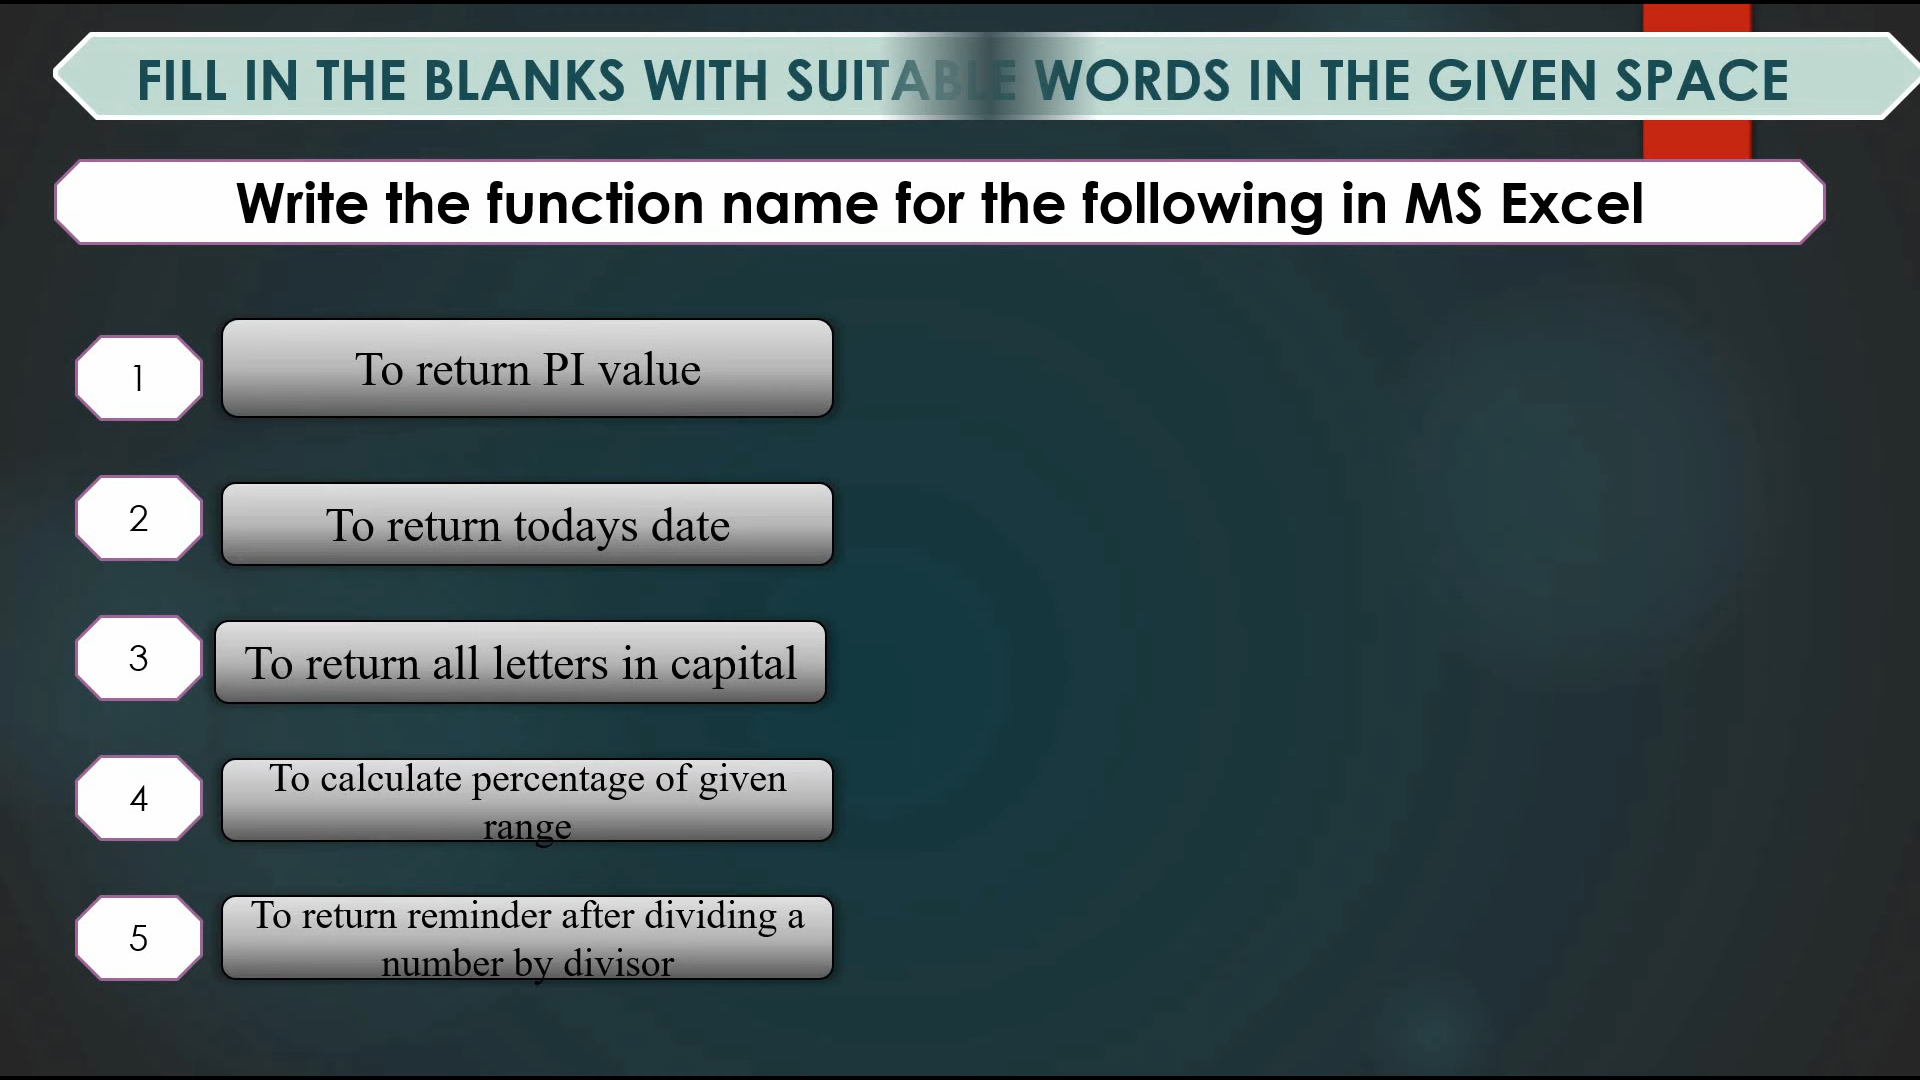 FILL IN THE BLANKS WITH SUITABLE WORDS IN THE GIVEN SPACE
Write the function name for the following in MS Excel
1
To return PI value
2
To return todays date
3
To return all letters in capital
4
To calculate percentage of given
range
5
To return reminder after dividing a
number by divisor